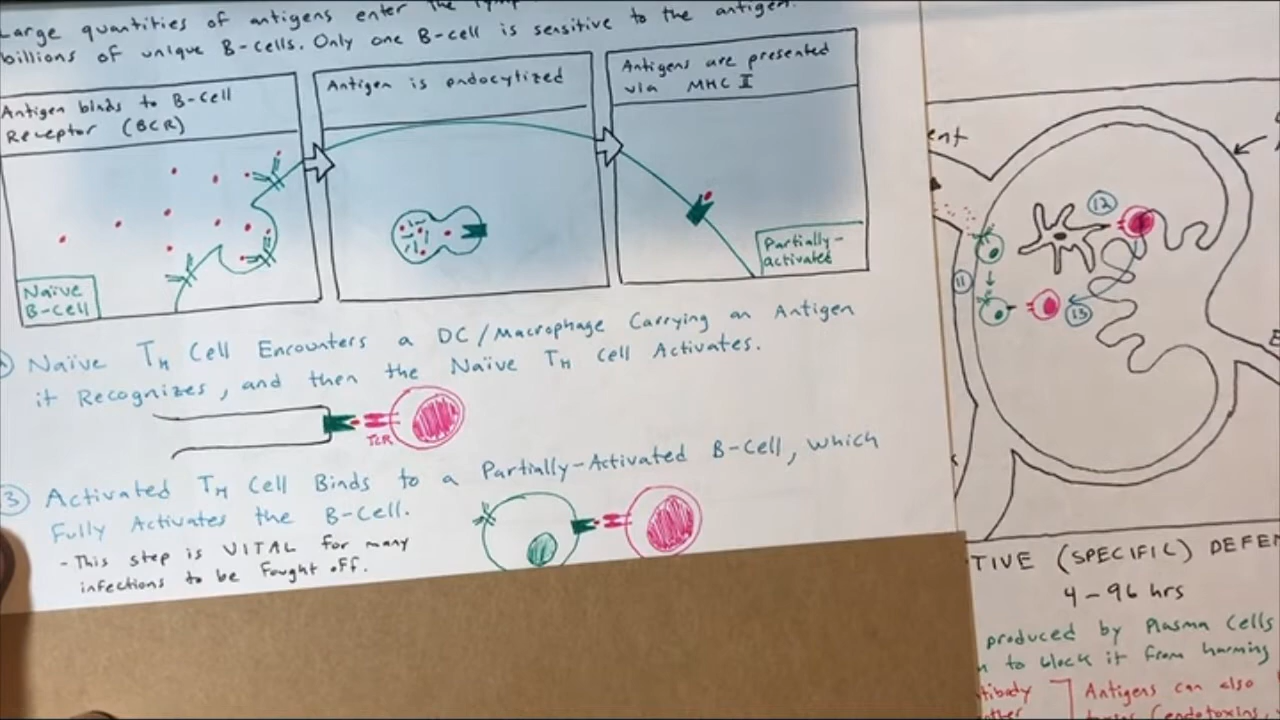 Large quantities of antigens enter the
billions of unique B-cells. Only one B-cell is sensitive to the antigen.
Antigen binds to B-Cell
Receptor (BCR)
Naïve
B-Cell
Antigen is endocytized
Antigens are presented
via MHC II
Partially-
activated
Naïve TH Cell Encounters a DC/Macrophage Carrying an Antigen
it Recognizes, and then the Naïve TH Cell Activates.
TCR
3 Activated TH Cell Binds to a Partially-Activated B-Cell, which
Fully Activates the B-Cell.
- This step is VITAL for many
infections to be fought off.
12
11
13
TIVE (SPECIFIC) DEFEN
4-96 hrs
produced by Plasma Cells
to block it from harming
tibody
Antigens can also